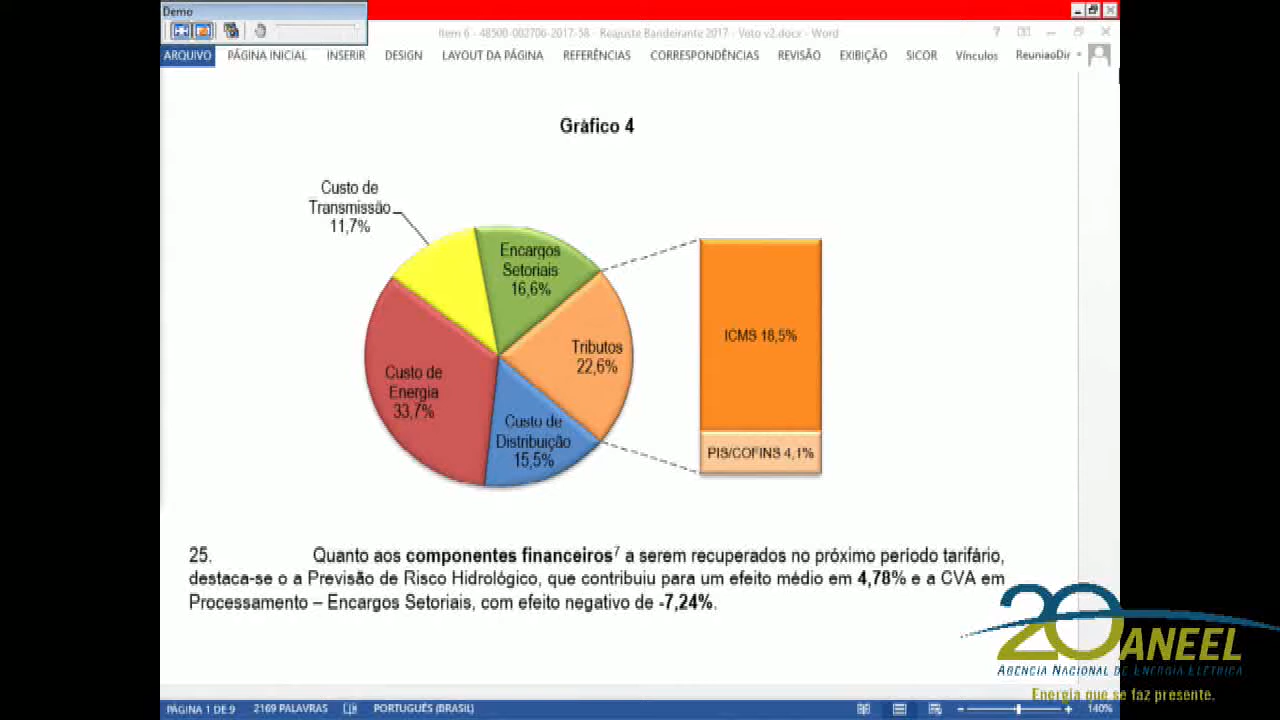 Demo
Item 6 - 48500-002706-2017-58 - Reajuste Bandeirante 2017 - Voto v2.docx - Word
ARQUIVO PÁGINA INICIAL INSERIR DESIGN LAYOUT DA PÁGINA REFERÊNCIAS CORRESPONDÊNCIAS REVISÃO EXIBIÇÃO SICOR Vínculos ReuniaoDir
Gráfico 4
Custo de
Transmissão
11,7%
Encargos
Setoriais
16,6%
Tributos
22,6%
ICMS 18,5%
Custo de
Energia
33,7%
Custo de
Distribuição
15,5%
PIS/COFINS 4,1%
25. Quanto aos componentes financeiros7 a serem recuperados no próximo período tarifário,
destaca-se o a Previsão de Risco Hidrológico, que contribuiu para um efeito médio em 4,78% e a CVA em
Processamento – Encargos Setoriais, com efeito negativo de -7,24%.
20 ANEEL
AGÊNCIA NACIONAL DE ENERGIA ELÉTRICA
Energia que se faz presente.
PÁGINA 1 DE 9 2169 PALAVRAS PORTUGUÊS (BRASIL) 140%